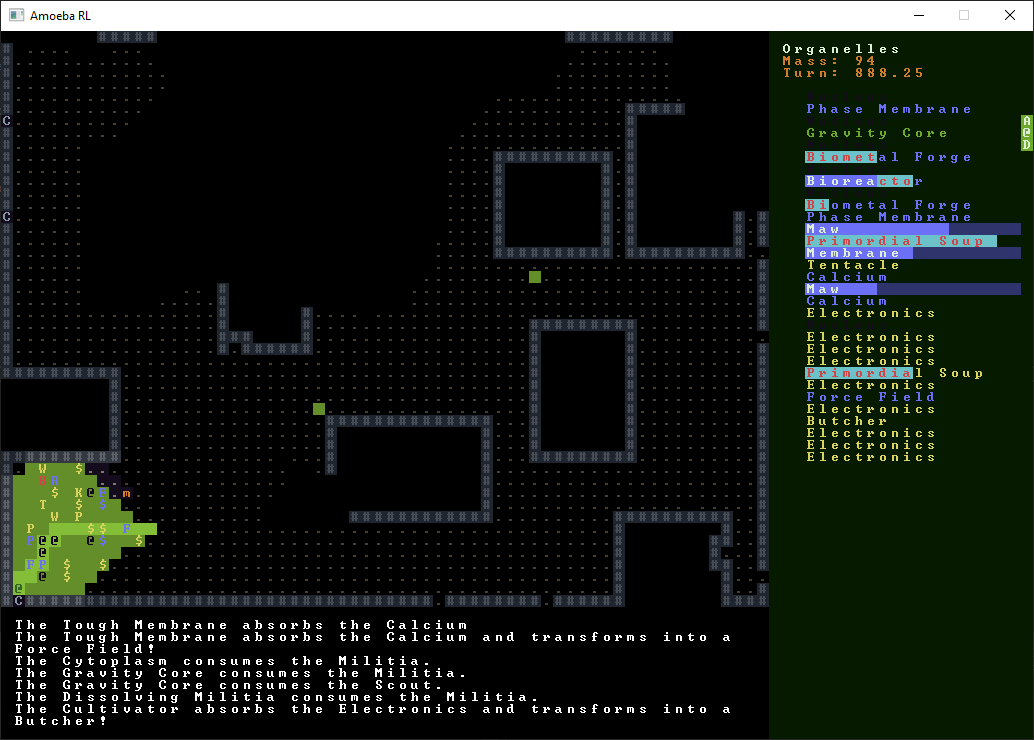 Amoeba RL
Organelles
Mass: 94
Turn: 888.25
Phase Membrane
Gravity Core
Biometal Forge
Bioreactor
Biometal Forge
Phase Membrane
Maw
Primordial Soup
Membrane
Tentacle
Calcium
Maw
Calcium
Electronics
Electronics
Electronics
Electronics
Primordial Soup
Electronics
Force Field
Electronics
Butcher
Electronics
Electronics
Electronics
A
@
D
The Tough Membrane absorbs the Calcium
The Tough Membrane absorbs the Calcium and transforms into a
Force Field!
The Cytoplasm consumes the Militia.
The Gravity Core consumes the Militia.
The Gravity Core consumes the Scout.
The Dissolving Militia consumes the Militia.
The Cultivator absorbs the Electronics and transforms into a
Butcher!